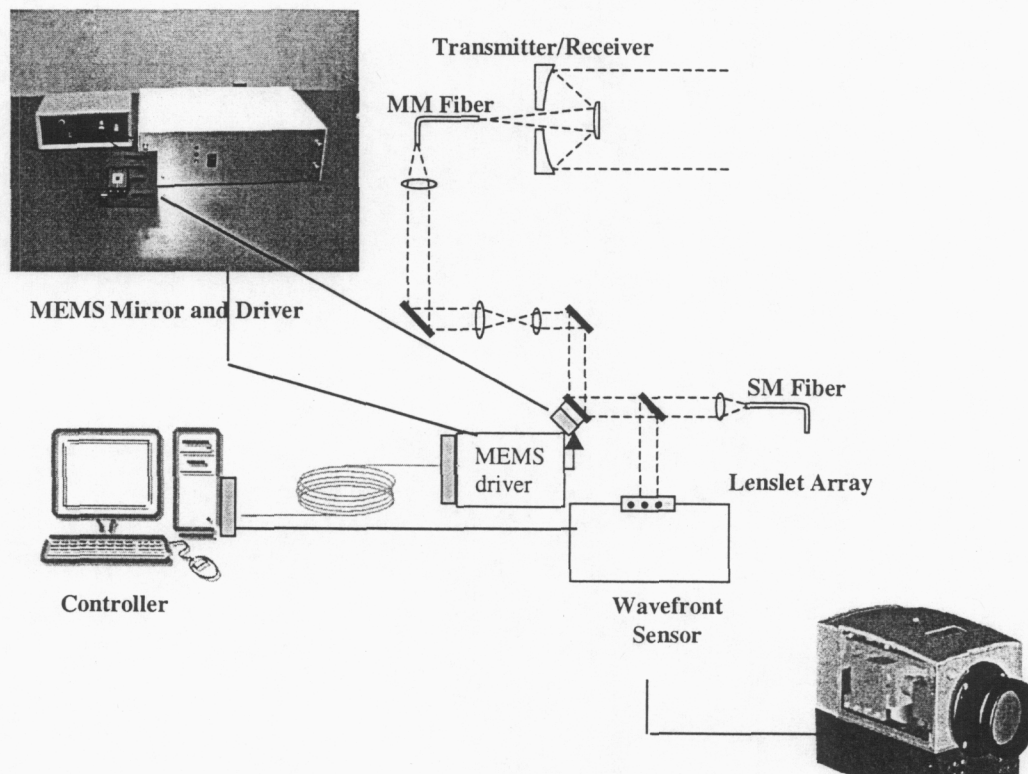 Transmitter/Receiver
MM Fiber
MEMS Mirror and Driver
SM Fiber
MEMS
driver
Lenslet Array
Controller
Wavefront
Sensor